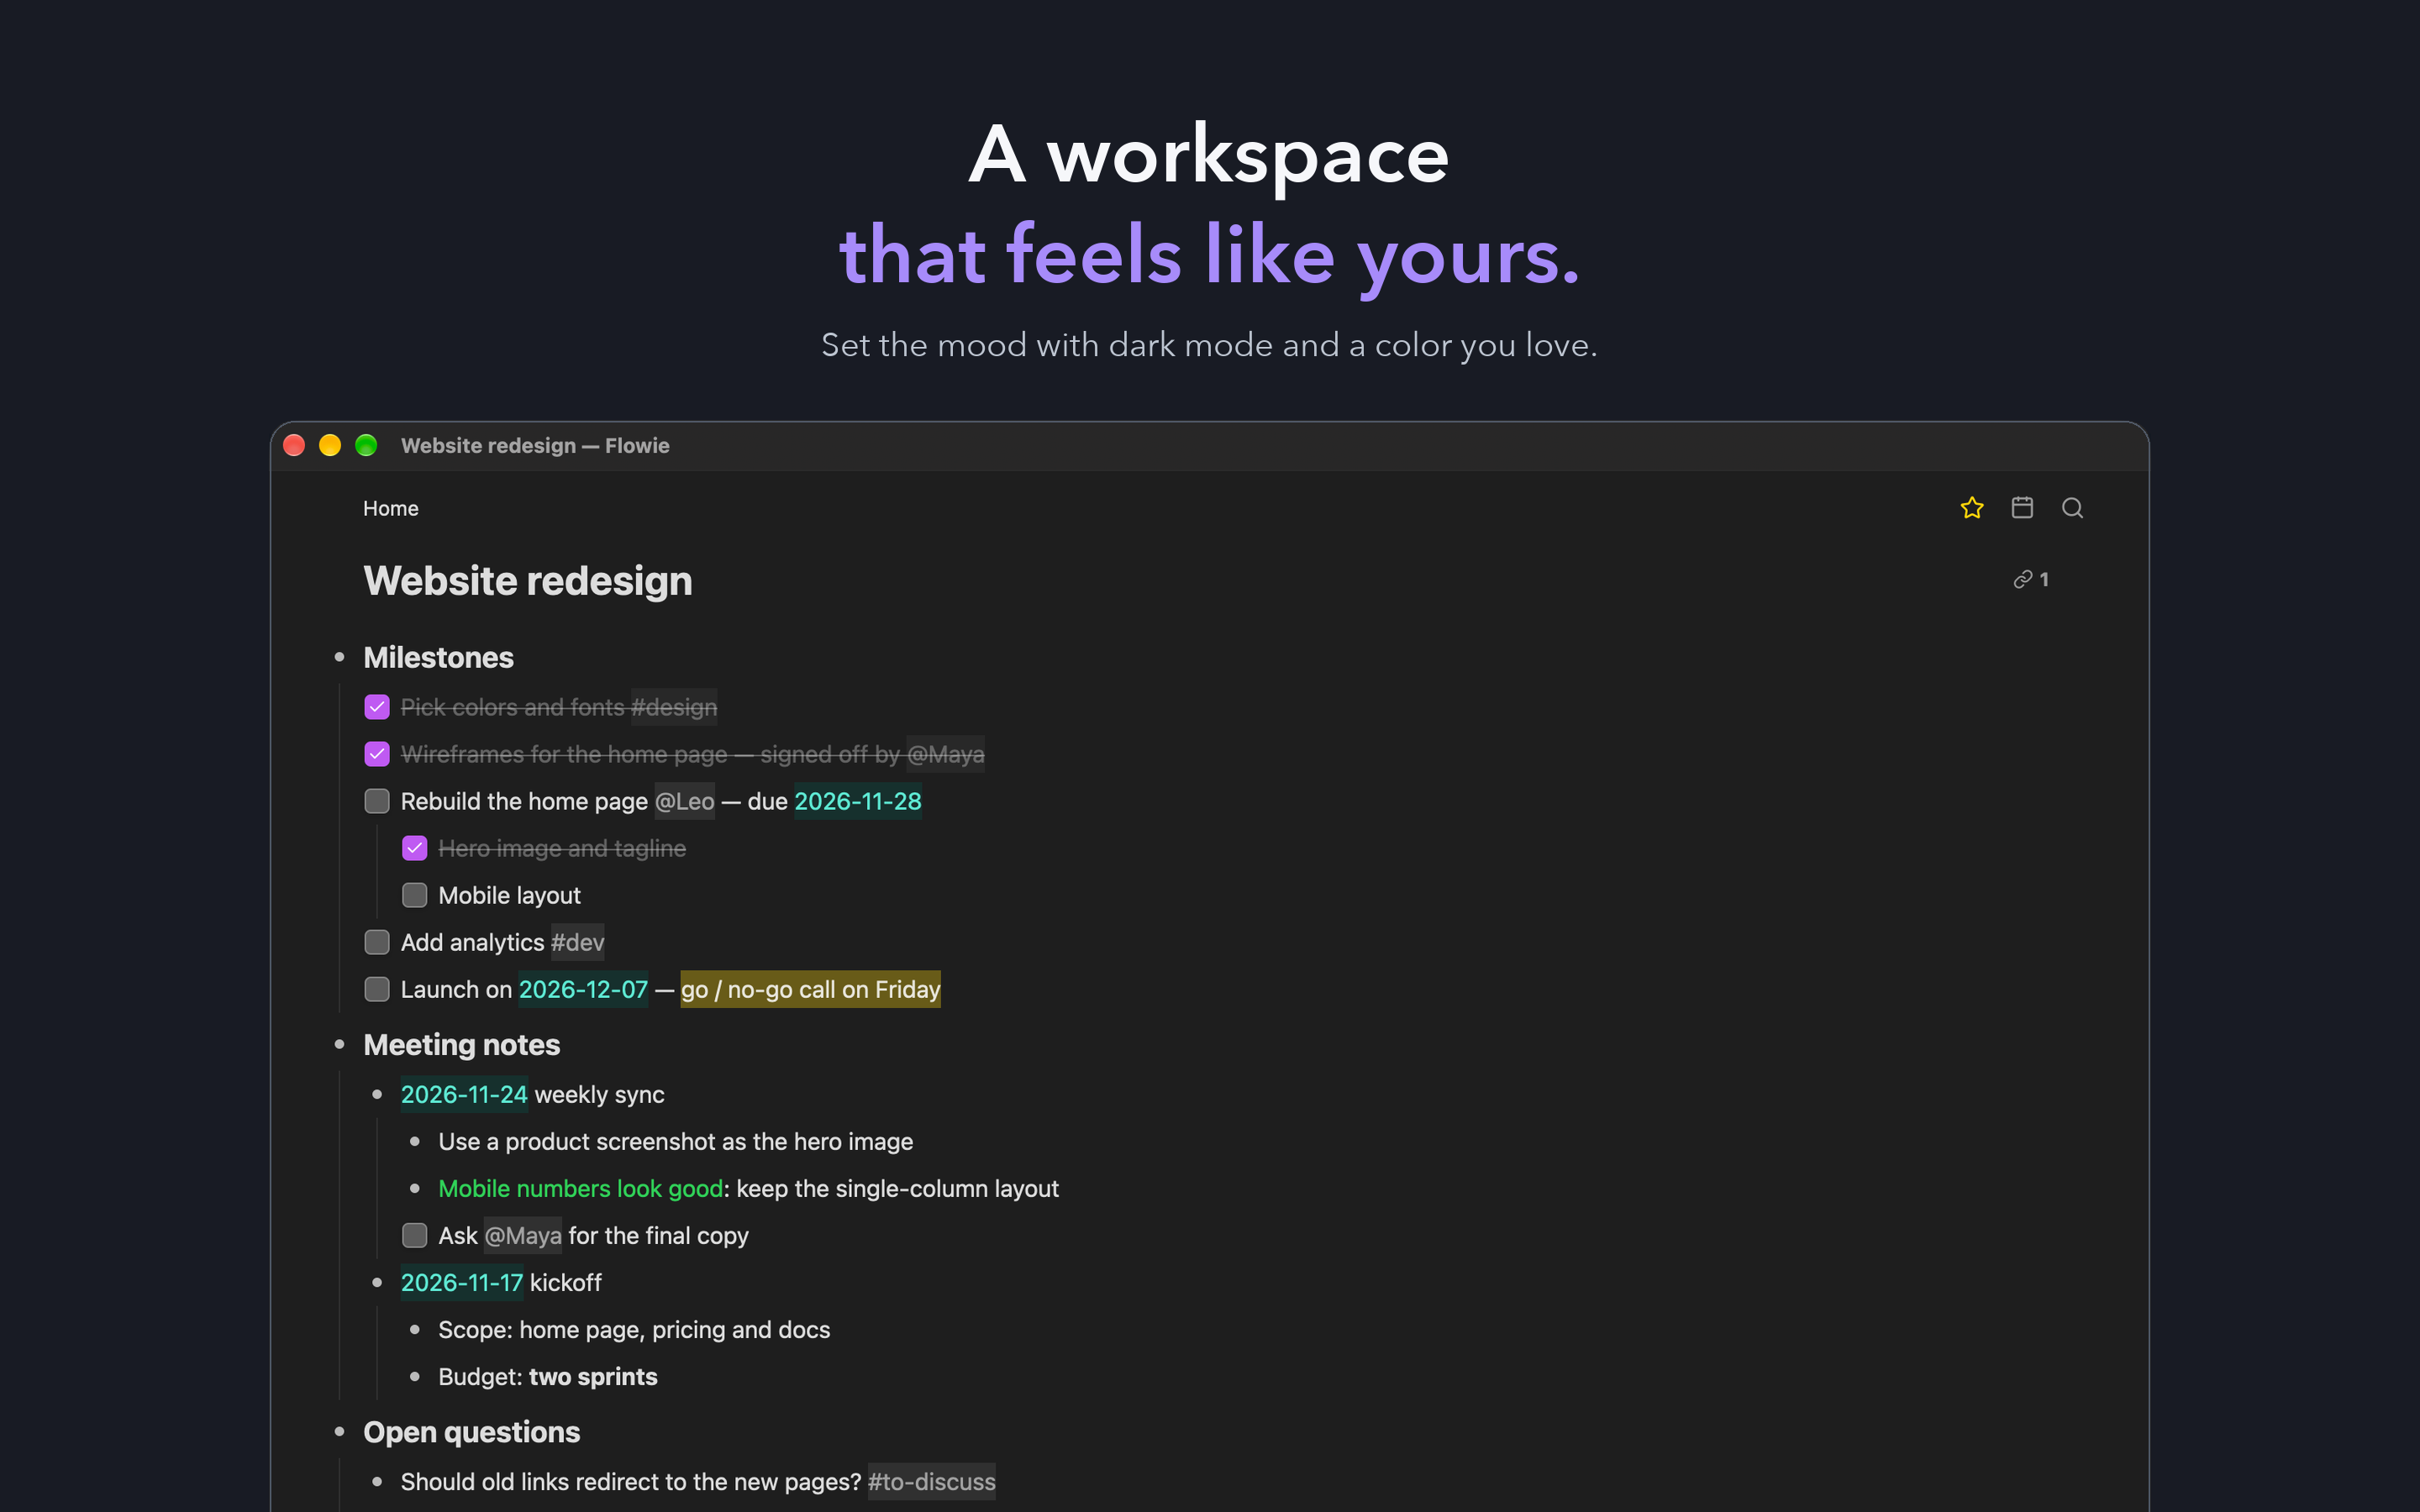 A workspace
that feels like yours.
Set the mood with dark mode and a color you love.
Website redesign — Flowie
Home
Website redesign
1
Milestones
Pick colors and fonts #design
Wireframes for the home page — signed off by @Maya
Rebuild the home page @Leo — due 2026-11-28
Hero image and tagline
Mobile layout
Add analytics #dev
Launch on 2026-12-07 — go / no-go call on Friday
Meeting notes
2026-11-24 weekly sync
Use a product screenshot as the hero image
Mobile numbers look good: keep the single-column layout
Ask @Maya for the final copy
2026-11-17 kickoff
Scope: home page, pricing and docs
Budget: two sprints
Open questions
Should old links redirect to the new pages? #to-discuss